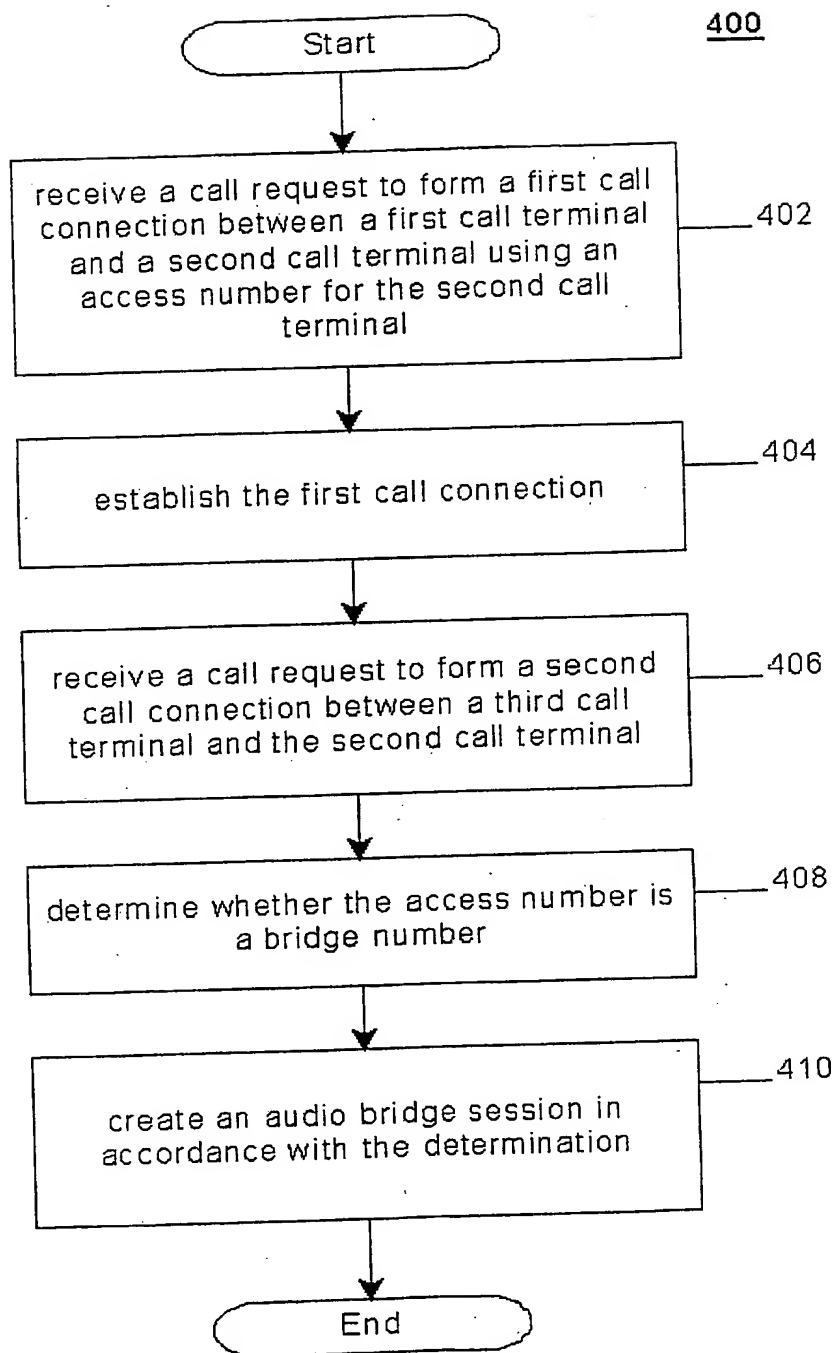 400
Start
receive a call request to form a first call
connection between a first call terminal
and a second call terminal using an
access number for the second call
terminal
402
establish the first call connection
404
receive a call request to form a second
call connection between a third call
terminal and the second call terminal
406
determine whether the access number is
a bridge number
408
create an audio bridge session in
accordance with the determination
410
End